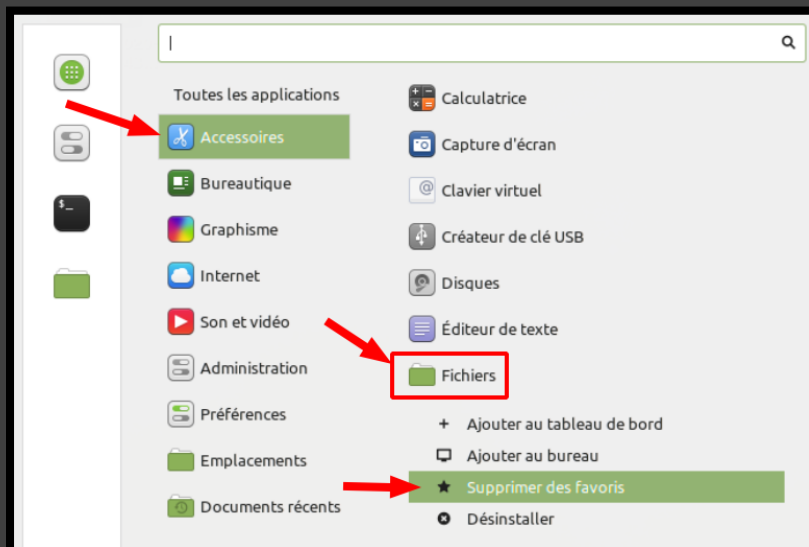 Toutes les applications
Accessoires
Bureautique
Graphisme
Internet
Son et vidéo
Administration
Préférences
Emplacements
Documents récents
Calculatrice
Capture d'écran
Clavier virtuel
Créateur de clé USB
Disques
Éditeur de texte
Fichiers
Ajouter au tableau de bord
Ajouter au bureau
Supprimer des favoris
Désinstaller